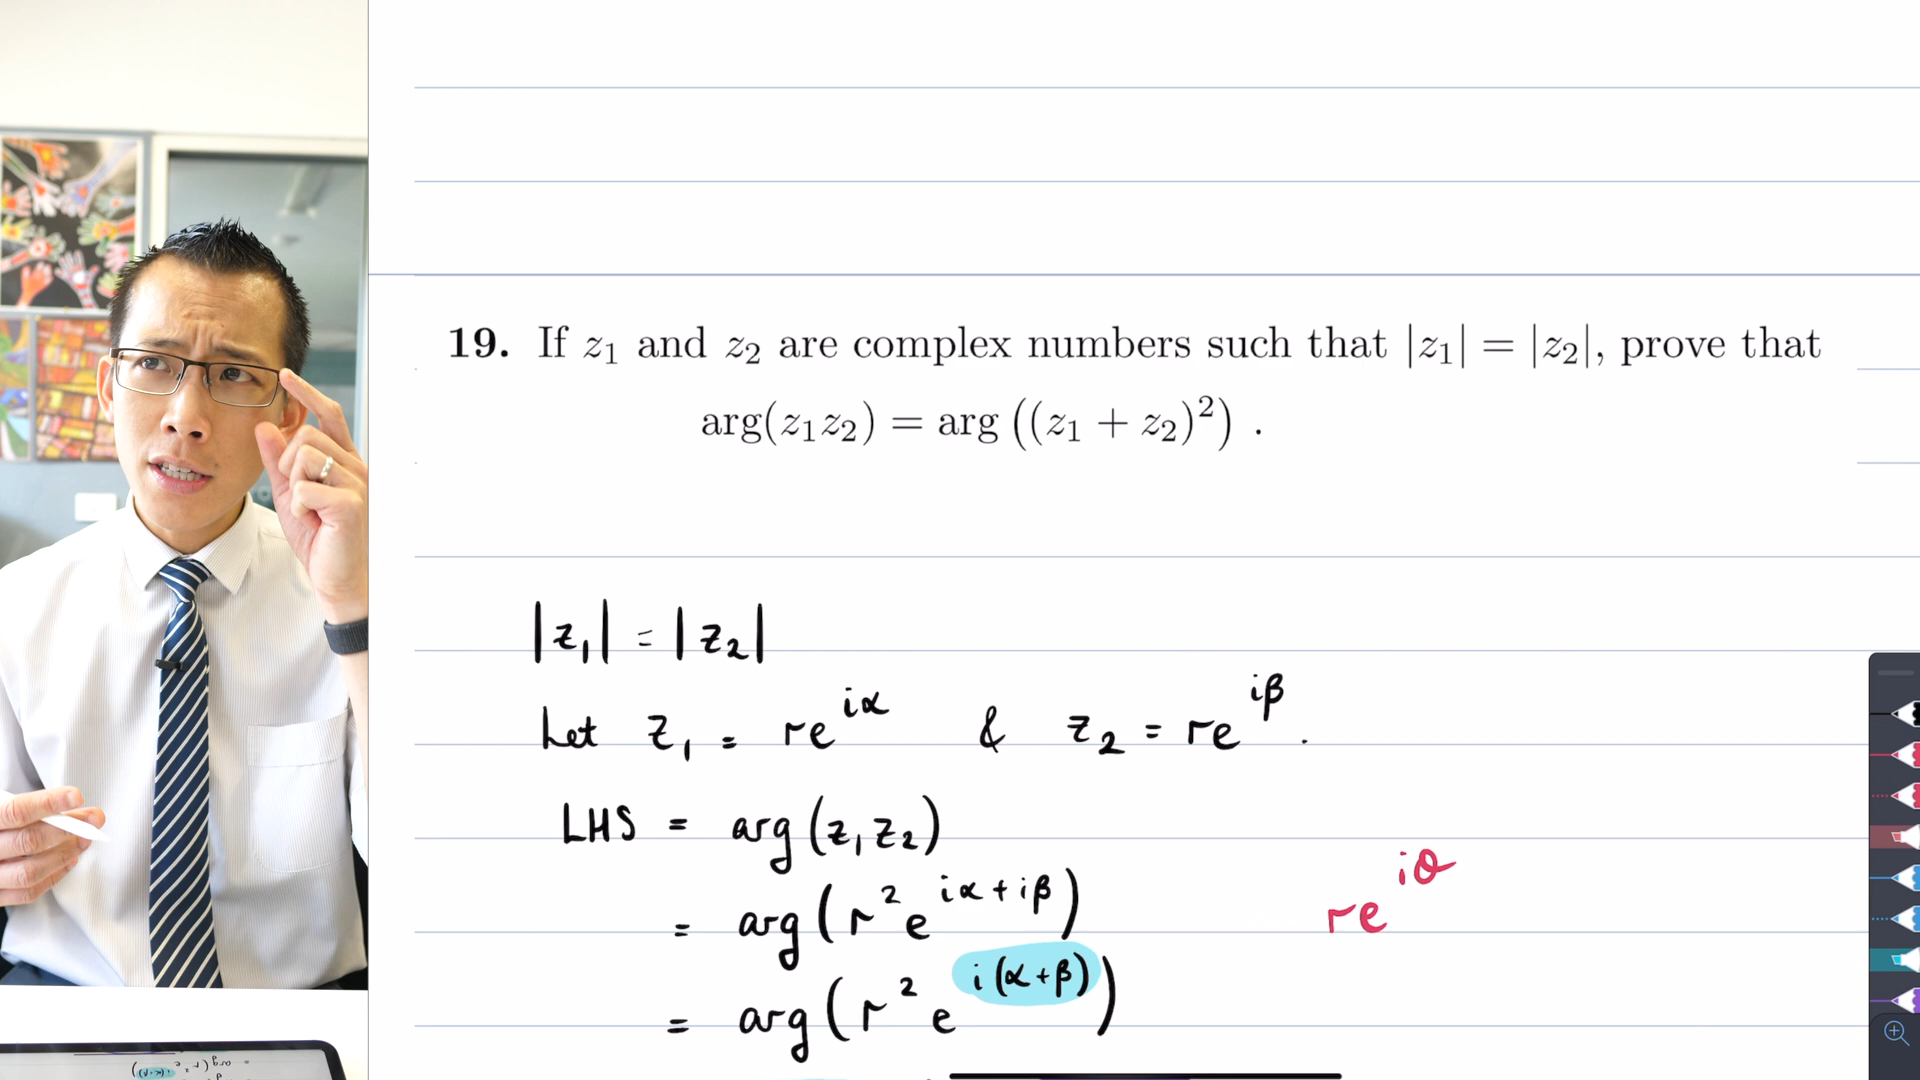 19. If z₁ and z₂ are complex numbers such that |z₁| = |z₂|, prove that
arg(z₁z₂) = arg ((z₁ + z₂)²) .
|z₁| = |z₂|
Let z₁ = re^{iα} & z₂ = re^{iβ}.
LHS = arg(z₁z₂)
= arg(r²e^{iα+iβ})
re^{iθ}
= arg(r²e^{i(α+β)})